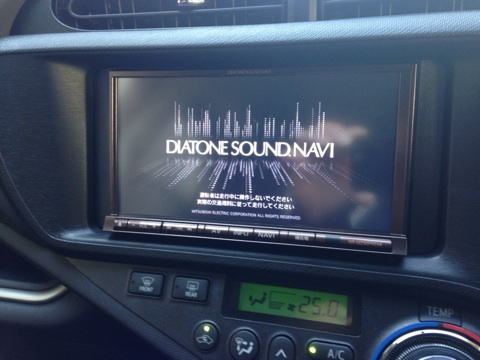 DIATONE SOUND.NAVI
運転者は走行中に操作しないでください
実際の交通規制に従って走行してください
MITSUBISHI ELECTRIC CORPORATION ALL RIGHTS RESERVED
AV INFO NAVI
FRONT
REAR
25.0
TEMP
A/C